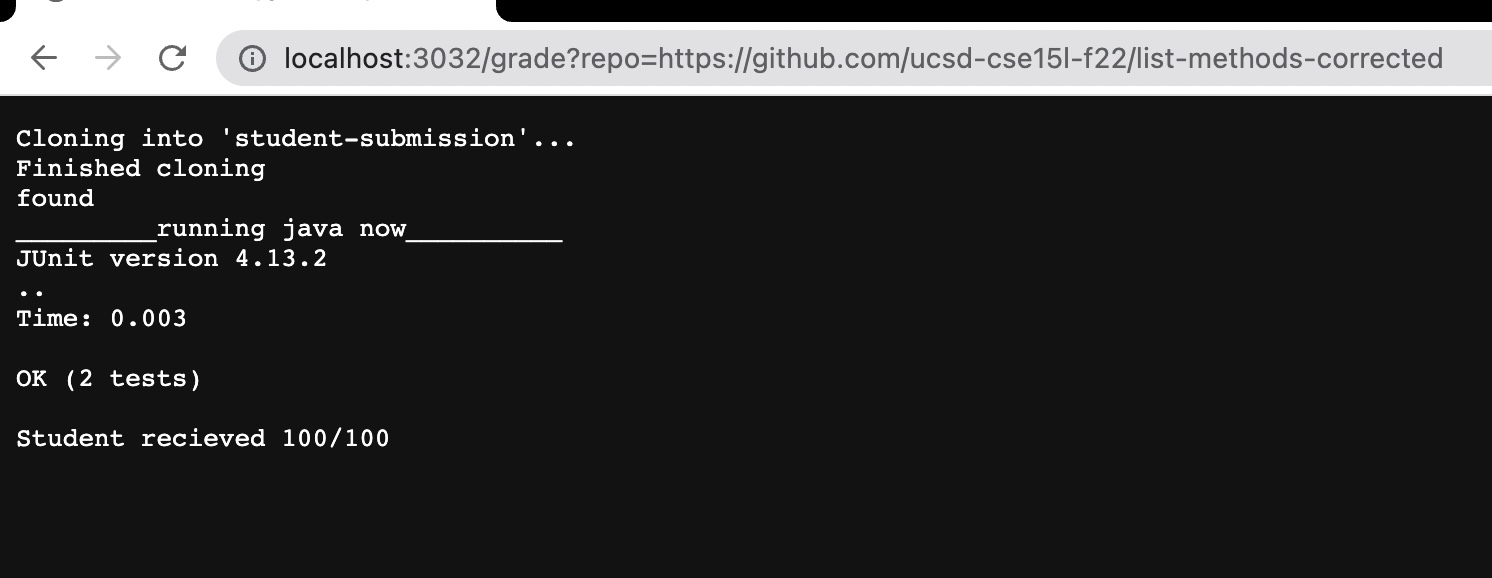 localhost:3032/grade?repo=https://github.com/ucsd-cse15l-f22/list-methods-corrected
Cloning into 'student-submission'...
Finished cloning
found
_________running java now__________
JUnit version 4.13.2
..
Time: 0.003
OK (2 tests)
Student recieved 100/100